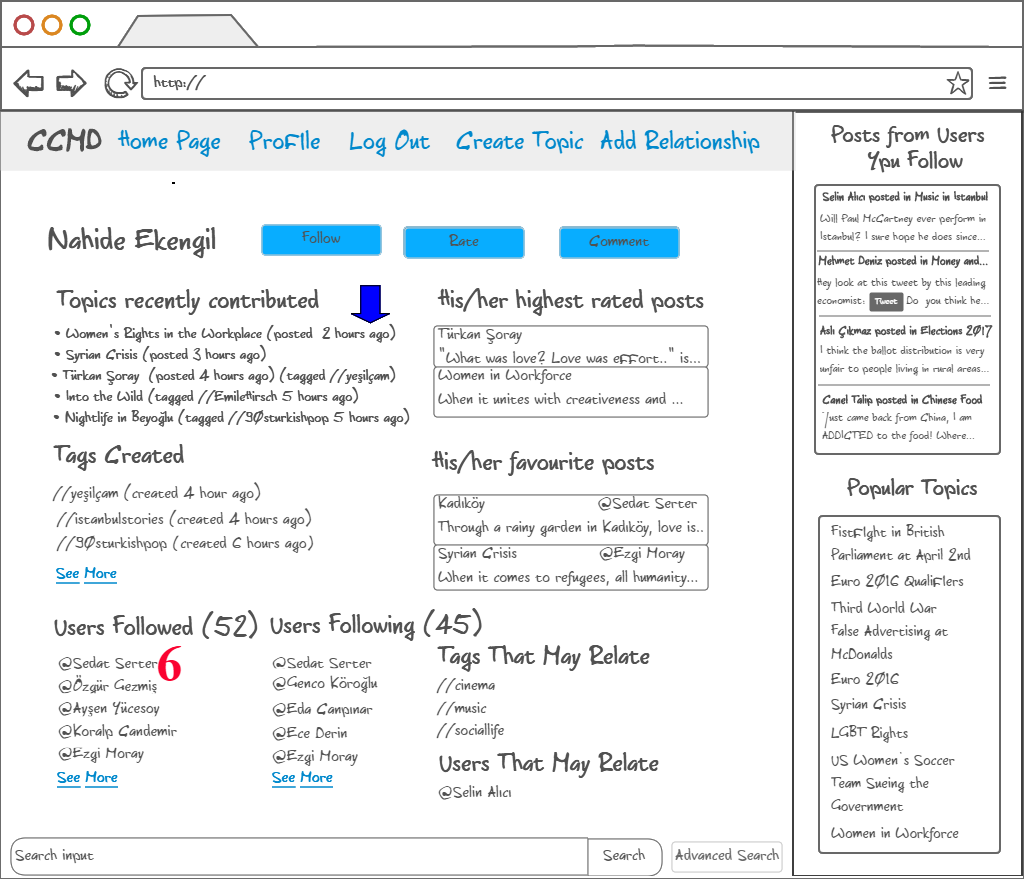 http://
CCMD Home Page ProFIle Log Out Create Topic Add Relationship
Nahide Ekengil
Follow
Rate
Comment
Topics recently contributed
• Women's Rights in the Workplace (posted 2 hours ago)
• Syrian Crisis (posted 3 hours ago)
• Türkan Şoray (posted 4 hours ago) (tagged //yeşilçam)
• Into the Wild (tagged //EmileHirsch 5 hours ago)
• Nightlife in Beyoğlu (tagged //90sturkishpop 5 hours ago)
His/her highest rated posts
Türkan Şoray
"What was love? Love was effort.." is...
Women in Workforce
When it unites with creativeness and ...
Tags Created
//yeşilçam (created 4 hour ago)
//istanbulstories (created 4 hours ago)
//90sturkishpop (created 6 hours ago)
See More
His/her favourite posts
Kadıköy @Sedat Serter
Through a rainy garden in Kadıköy, love is..
Syrian Crisis @Ezgi Moray
When it comes to refugees, all humanity...
Users Followed (52)
@Sedat Serter
6
@Özgür Gezmiş
@Ayşen Yücesoy
@Koralp Candemir
@Ezgi Moray
See More
Users Following (45)
@Sedat Serter
@Genco Köroğlu
@Eda Canpınar
@Ece Derin
@Ezgi Moray
See More
Tags That May Relate
//cinema
//music
//sociallife
Users That May Relate
@Selin Alıcı
Search input
Search
Advanced Search
Posts from Users
Ypu Follow
Selin Alıcı posted in Music in Istanbul
Will Paul McCartney ever perform in
Istanbul? I sure hope he does since...
Mehmet Deniz posted in Money and...
Hey look at this tweet by this leading
economist: Tweet Do you think he...
Aslı Çıkmaz posted in Elections 2017
I think the ballot distribution is very
unfair to people living in rural areas...
Canel Talip posted in Chinese Food
Just came back from China, I am
ADDICTED to the food! Where...
Popular Topics
FistFIght in British
Parliament at April 2nd
Euro 2016 QualiFIers
Third World War
False Advertising at
McDonalds
Euro 2016
Syrian Crisis
LGBT Rights
US Women's Soccer
Team Sueing the
Government
Women in Workforce